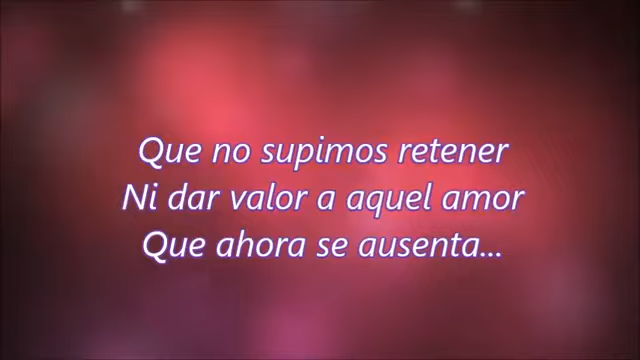 Que no supimos retener
Ni dar valor a aquel amor
Que ahora se ausenta...